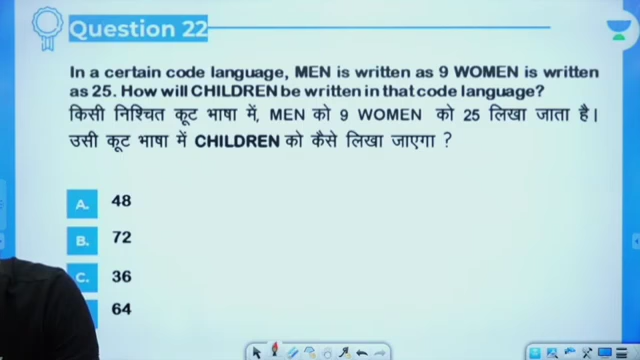 Question 22
In a certain code language, MEN is written as 9 WOMEN is written
as 25. How will CHILDREN be written in that code language?
किसी निश्चित कूट भाषा में, MEN को 9 WOMEN को 25 लिखा जाता है।
उसी कूट भाषा में CHILDREN को कैसे लिखा जाएगा ?
A. 48
B. 72
C. 36
64